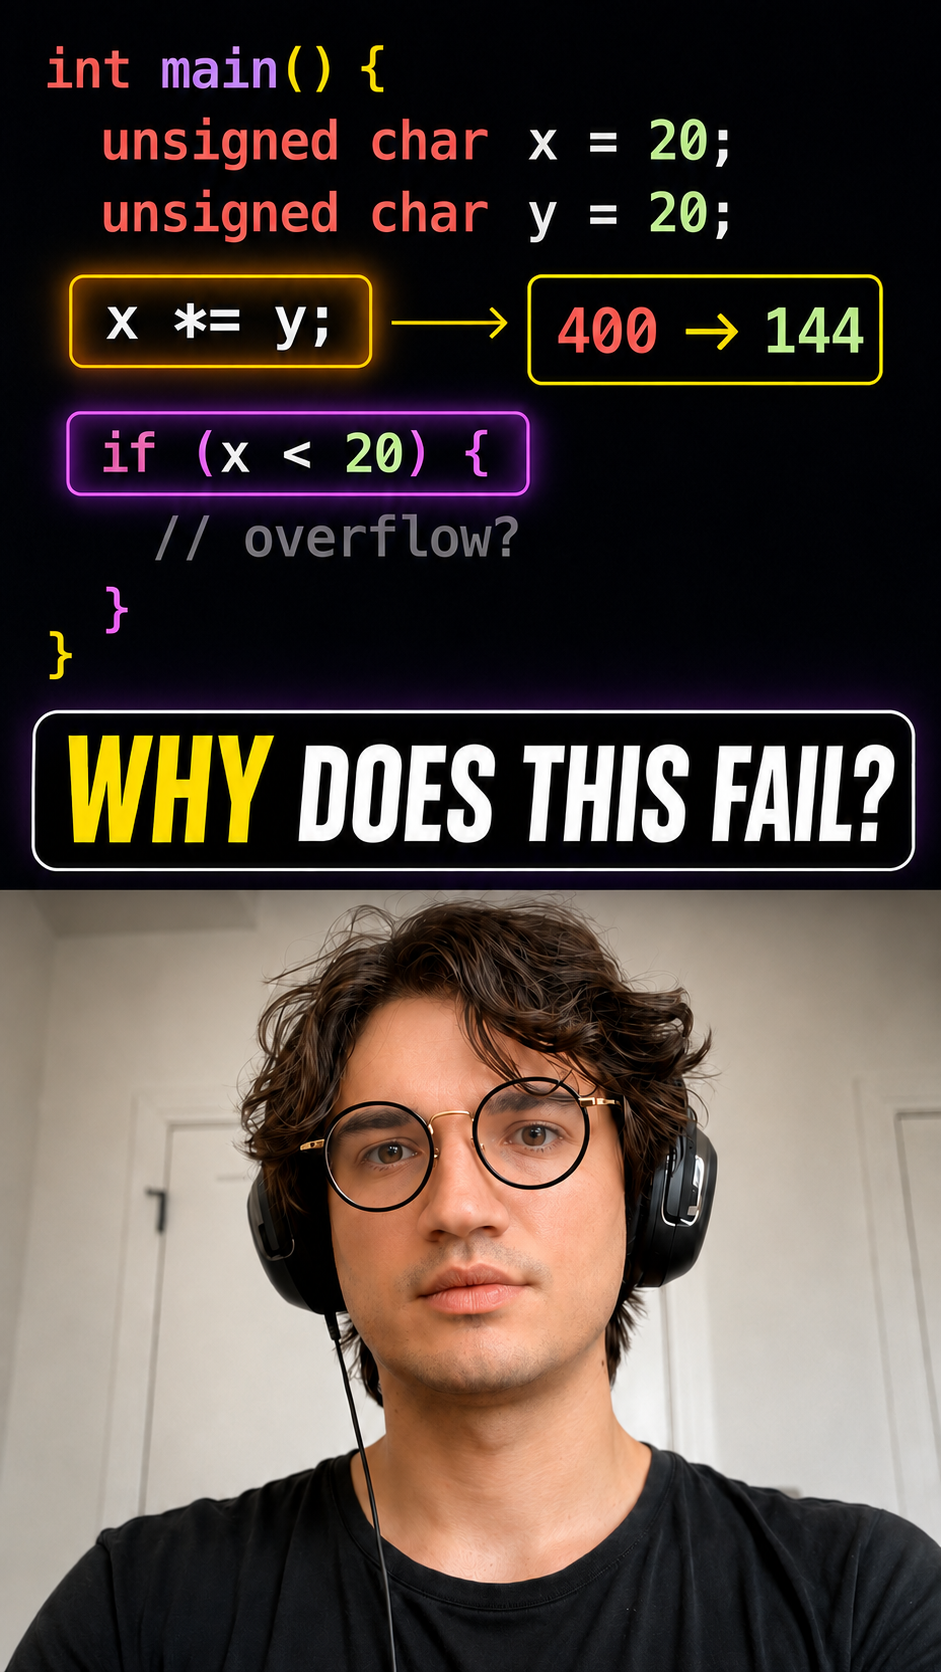 int main() {
unsigned char x = 20;
unsigned char y = 20;
x *= y; → 400 → 144
if (x < 20) {
// overflow?
}
}
WHY DOES THIS FAIL?